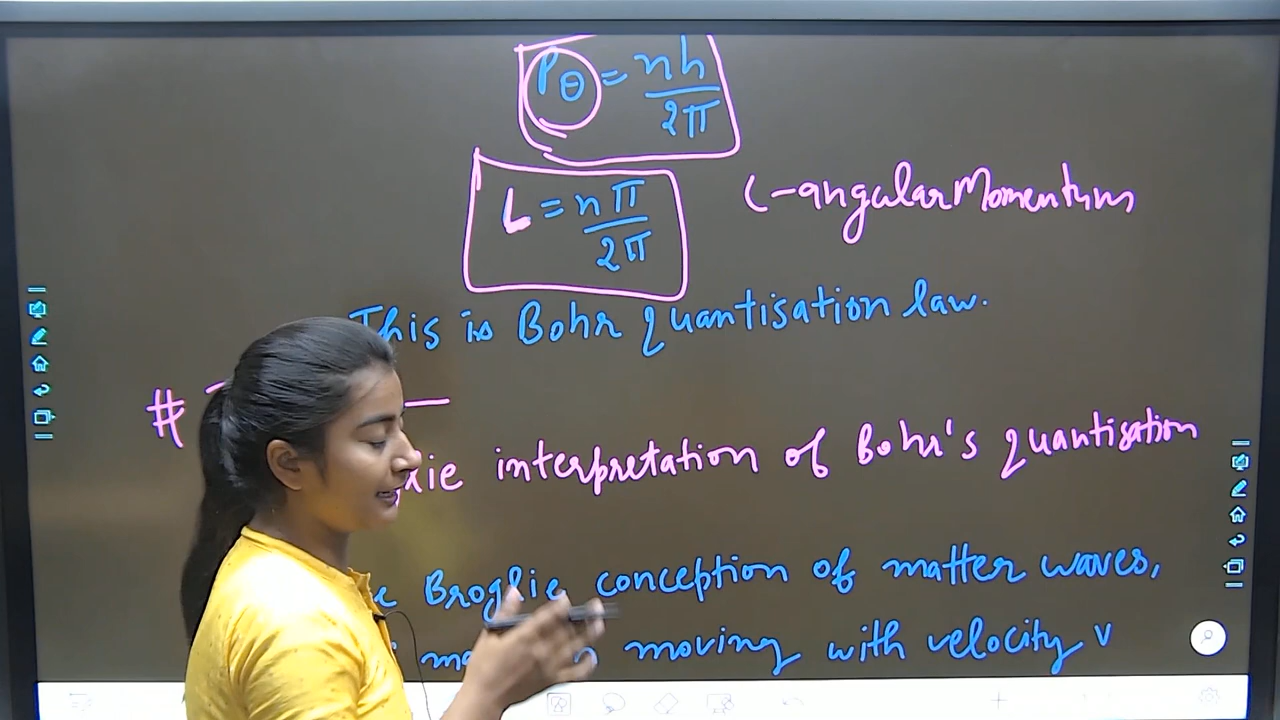 Pθ = nh/2π
L = nπ/2π
L - angular Momentum
This is Bohr quantisation law.
#
interpretation of Bohr's quantisation
Broglie conception of matter waves,
moving with velocity v